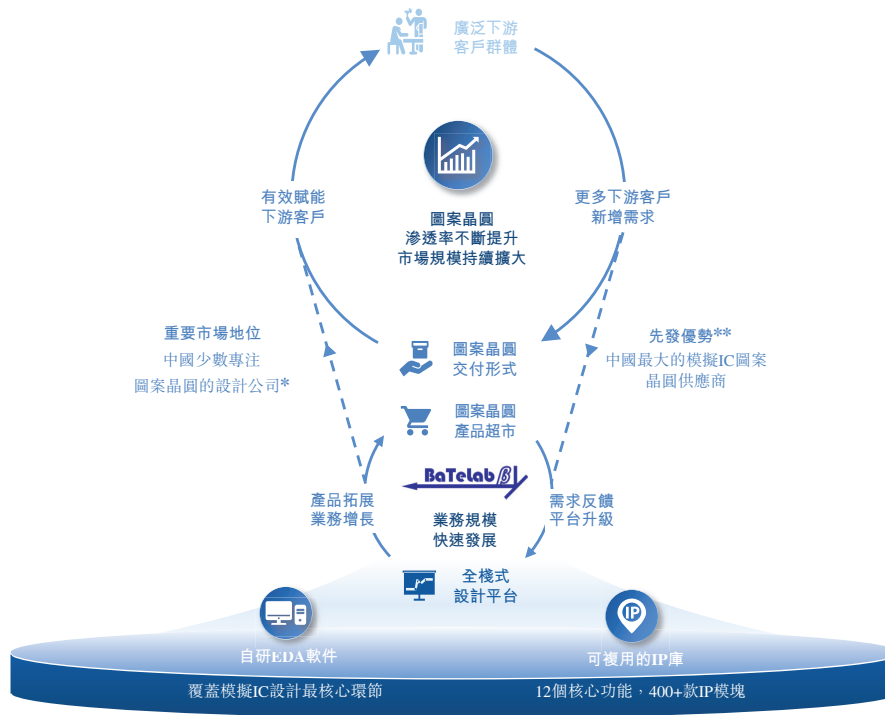 廣泛下游
客戶群體
有效賦能
下游客戶
更多下游客戶
新增需求
圖案晶圓
滲透率不斷提升
市場規模持續擴大
重要市場地位
中國少數專注
圖案晶圓的設計公司*
先發優勢**
中國最大的模擬IC圖案
晶圓供應商
圖案晶圓
交付形式
圖案晶圓
產品超市
BaTeLab β
產品拓展
業務增長
需求反饋
平台升級
業務規模
快速發展
全棧式
設計平台
IP
自研EDA軟件
可複用的IP庫
覆蓋模擬IC設計最核心環節
12個核心功能，400+款IP模塊